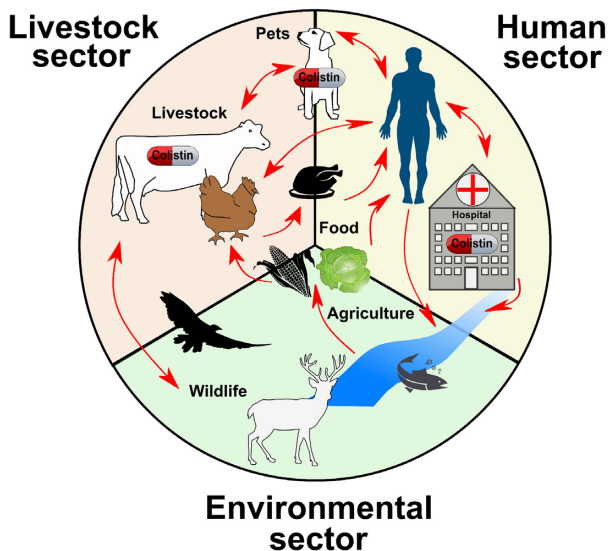 Livestock
sector
Human
sector
Pets
Colistin
Livestock
Colistin
Hospital
Colistin
Food
Agriculture
Wildlife
Environmental
sector